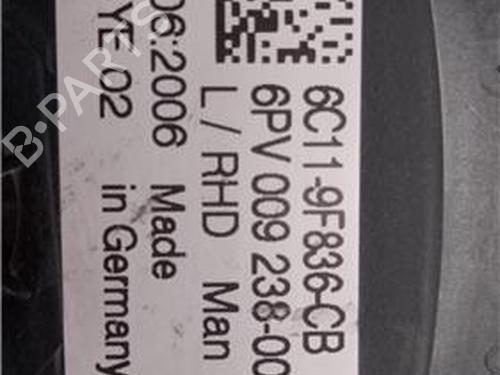 6C11-9F836-CB
6PV 009 238-00
L / RHD Man
06:2006 Made
YE 02 in Germany
B-PARTS